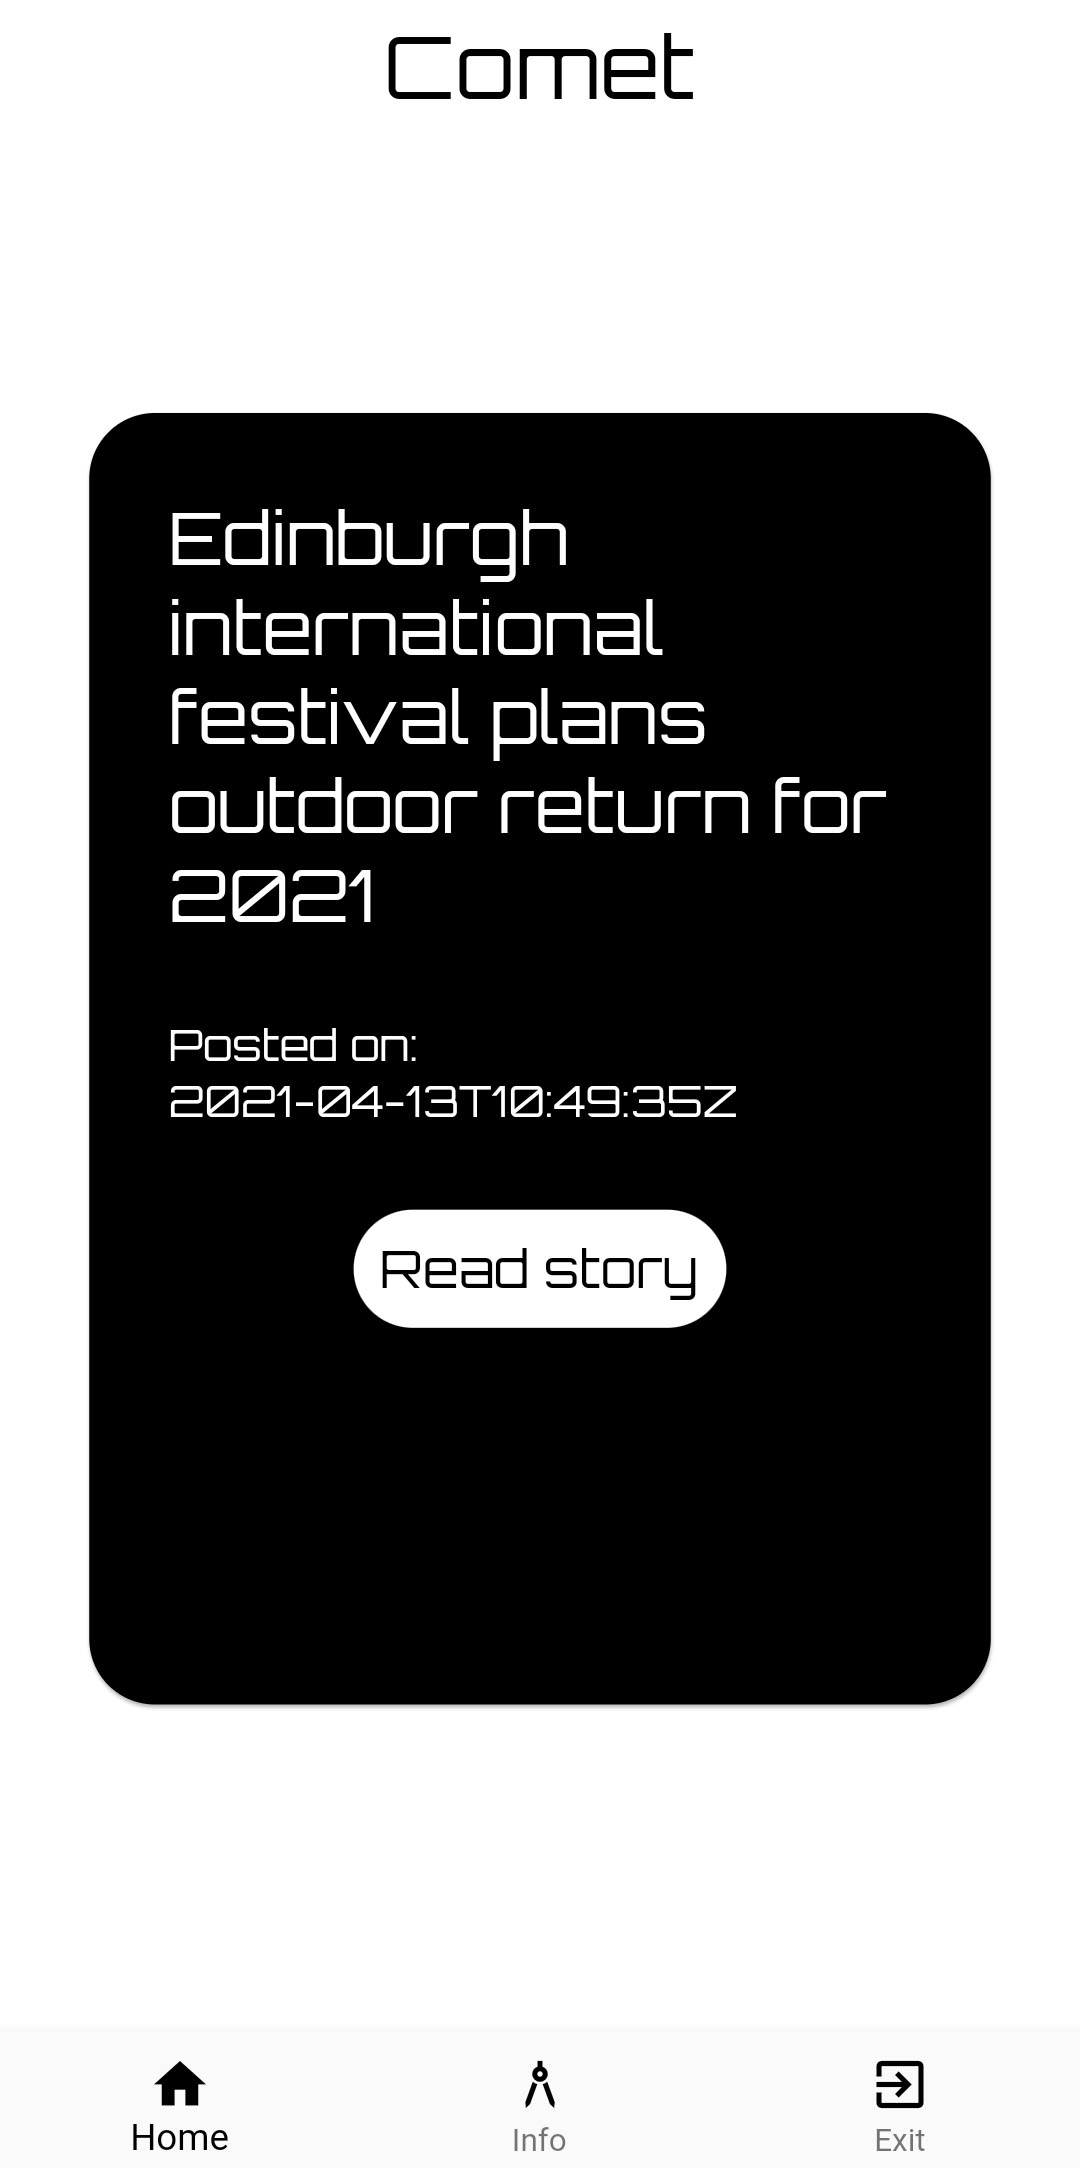 Comet
Edinburgh
international
festival plans
outdoor return for
2021
Posted on:
2021-04-13T10:49:35Z
Read story
Home
Info
Exit